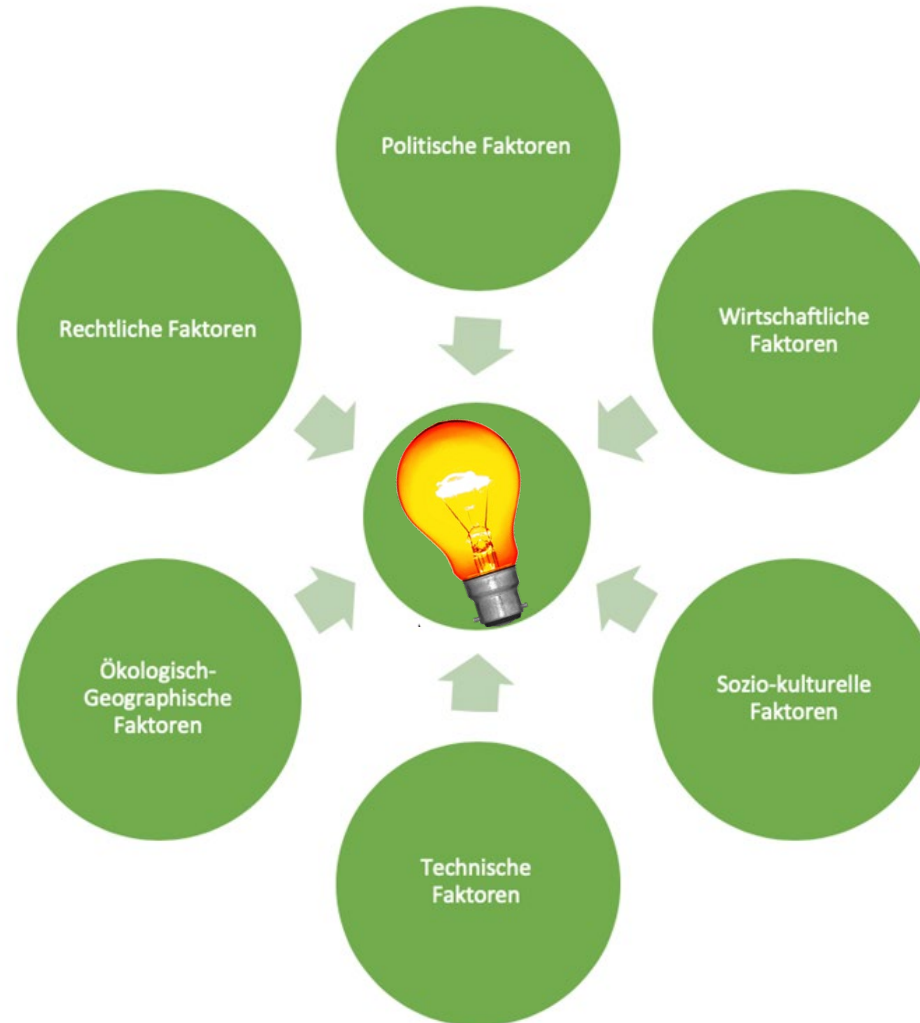 Politische Faktoren
Rechtliche Faktoren
Wirtschaftliche
Faktoren
Ökologisch-
Geographische
Faktoren
Sozio-kulturelle
Faktoren
Technische
Faktoren